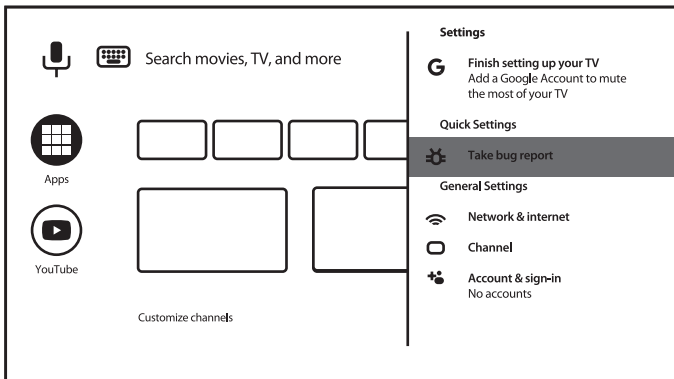 Search movies, TV, and more
Apps
YouTube
Customize channels
Settings
Finish setting up your TV
Add a Google Account to mute
the most of your TV
Quick Settings
Take bug report
General Settings
Network & internet
Channel
Account & sign-in
No accounts